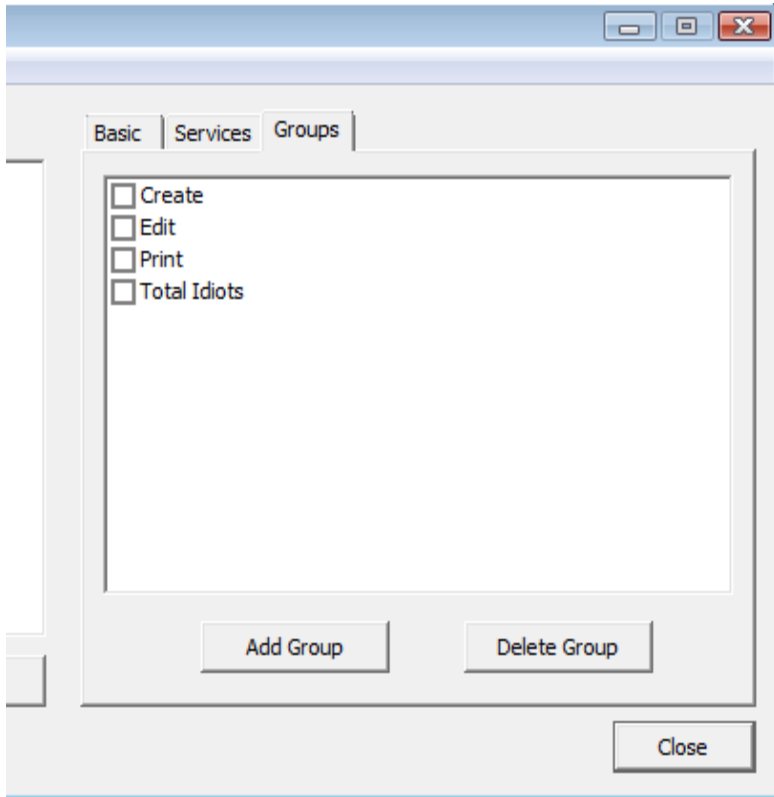 Basic Services Groups
Create
Edit
Print
Total Idiots
Add Group Delete Group
Close